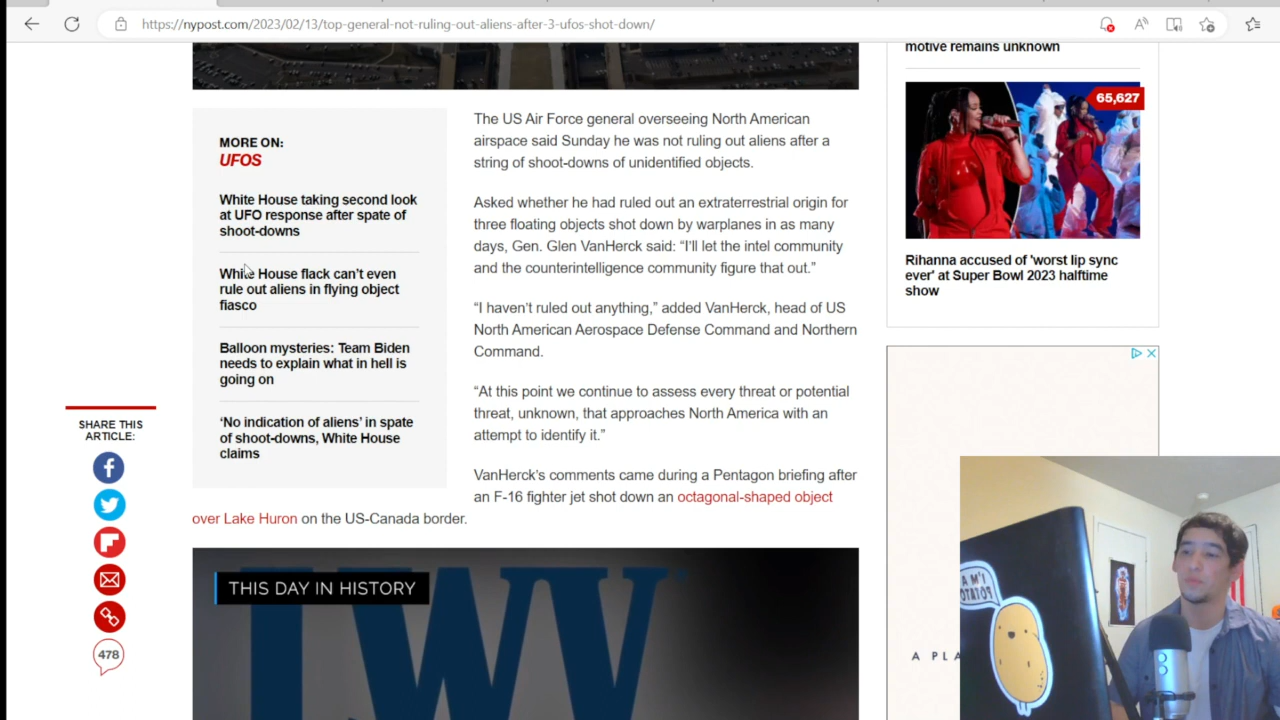 https://nypost.com/2023/02/13/top-general-not-ruling-out-aliens-after-3-ufos-shot-down/
motive remains unknown
65,627
Rihanna accused of 'worst lip sync
ever' at Super Bowl 2023 halftime
show
MORE ON:
UFOS
White House taking second look
at UFO response after spate of
shoot-downs
White House flack can’t even
rule out aliens in flying object
fiasco
Balloon mysteries: Team Biden
needs to explain what in hell is
going on
‘No indication of aliens’ in spate
of shoot-downs, White House
claims
The US Air Force general overseeing North American
airspace said Sunday he was not ruling out aliens after a
string of shoot-downs of unidentified objects.
Asked whether he had ruled out an extraterrestrial origin for
three floating objects shot down by warplanes in as many
days, Gen. Glen VanHerck said: “I’ll let the intel community
and the counterintelligence community figure that out.”
“I haven’t ruled out anything,” added VanHerck, head of US
North American Aerospace Defense Command and Northern
Command.
“At this point we continue to assess every threat or potential
threat, unknown, that approaches North America with an
attempt to identify it.”
VanHerck’s comments came during a Pentagon briefing after
an F-16 fighter jet shot down an octagonal-shaped object
over Lake Huron on the US-Canada border.
SHARE THIS
ARTICLE:
478
THIS DAY IN HISTORY
A PLA
I'M A
POTATO